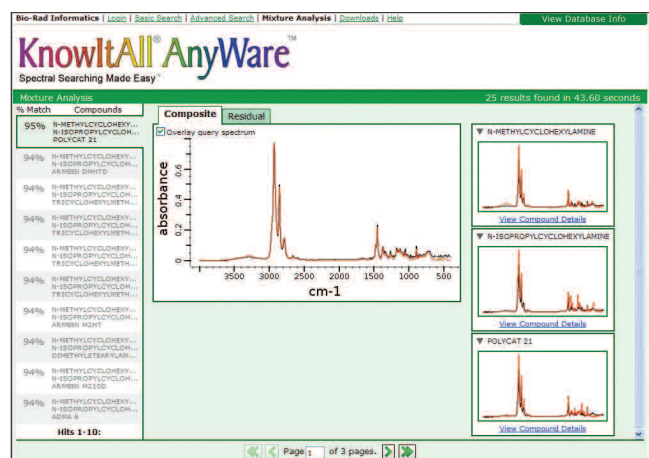 Bio-Rad Informatics | Login | Basic Search | Advanced Search | Mixture Analysis | Downloads | Help
View Database Info
KnowItAll® AnyWare™
Spectral Searching Made Easy™
Mixture Analysis
25 results found in 43.60 seconds
% Match Compounds
95% N-METHYLCYCLOHEXY...
N-ISOPROPYLCYCLOH...
POLYCAT 21
94% N-METHYLCYCLOHEXY...
N-ISOPROPYLCYCLOH...
ARMEEN DMHTD
94% N-METHYLCYCLOHEXY...
N-ISOPROPYLCYCLOH...
TRICYCLOHEXYLMETH...
94% N-METHYLCYCLOHEXY...
N-ISOPROPYLCYCLOH...
TRICYCLOHEXYLMETH...
94% N-METHYLCYCLOHEXY...
N-ISOPROPYLCYCLOH...
TRICYCLOHEXYLMETH...
94% N-METHYLCYCLOHEXY...
N-ISOPROPYLCYCLOH...
TRICYCLOHEXYLMETH...
94% N-METHYLCYCLOHEXY...
N-ISOPROPYLCYCLOH...
ARMEEN M2HT
94% N-METHYLCYCLOHEXY...
N-ISOPROPYLCYCLOH...
DIMETHYLSTEARYLAM...
94% N-METHYLCYCLOHEXY...
N-ISOPROPYLCYCLOH...
ARMEEN M210D
94% N-METHYLCYCLOHEXY...
N-ISOPROPYLCYCLOH...
ADMA 6
Hits 1-10:
Composite Residual
Overlay query spectrum
absorbance
0.6
0.4
0.2
0
3500 3000 2500 2000 1500 1000 500
cm-1
N-METHYLCYCLOHEXYLAMINE
View Compound Details
N-ISOPROPYLCYCLOHEXYLAMINE
View Compound Details
POLYCAT 21
View Compound Details
Page 1 of 3 pages.